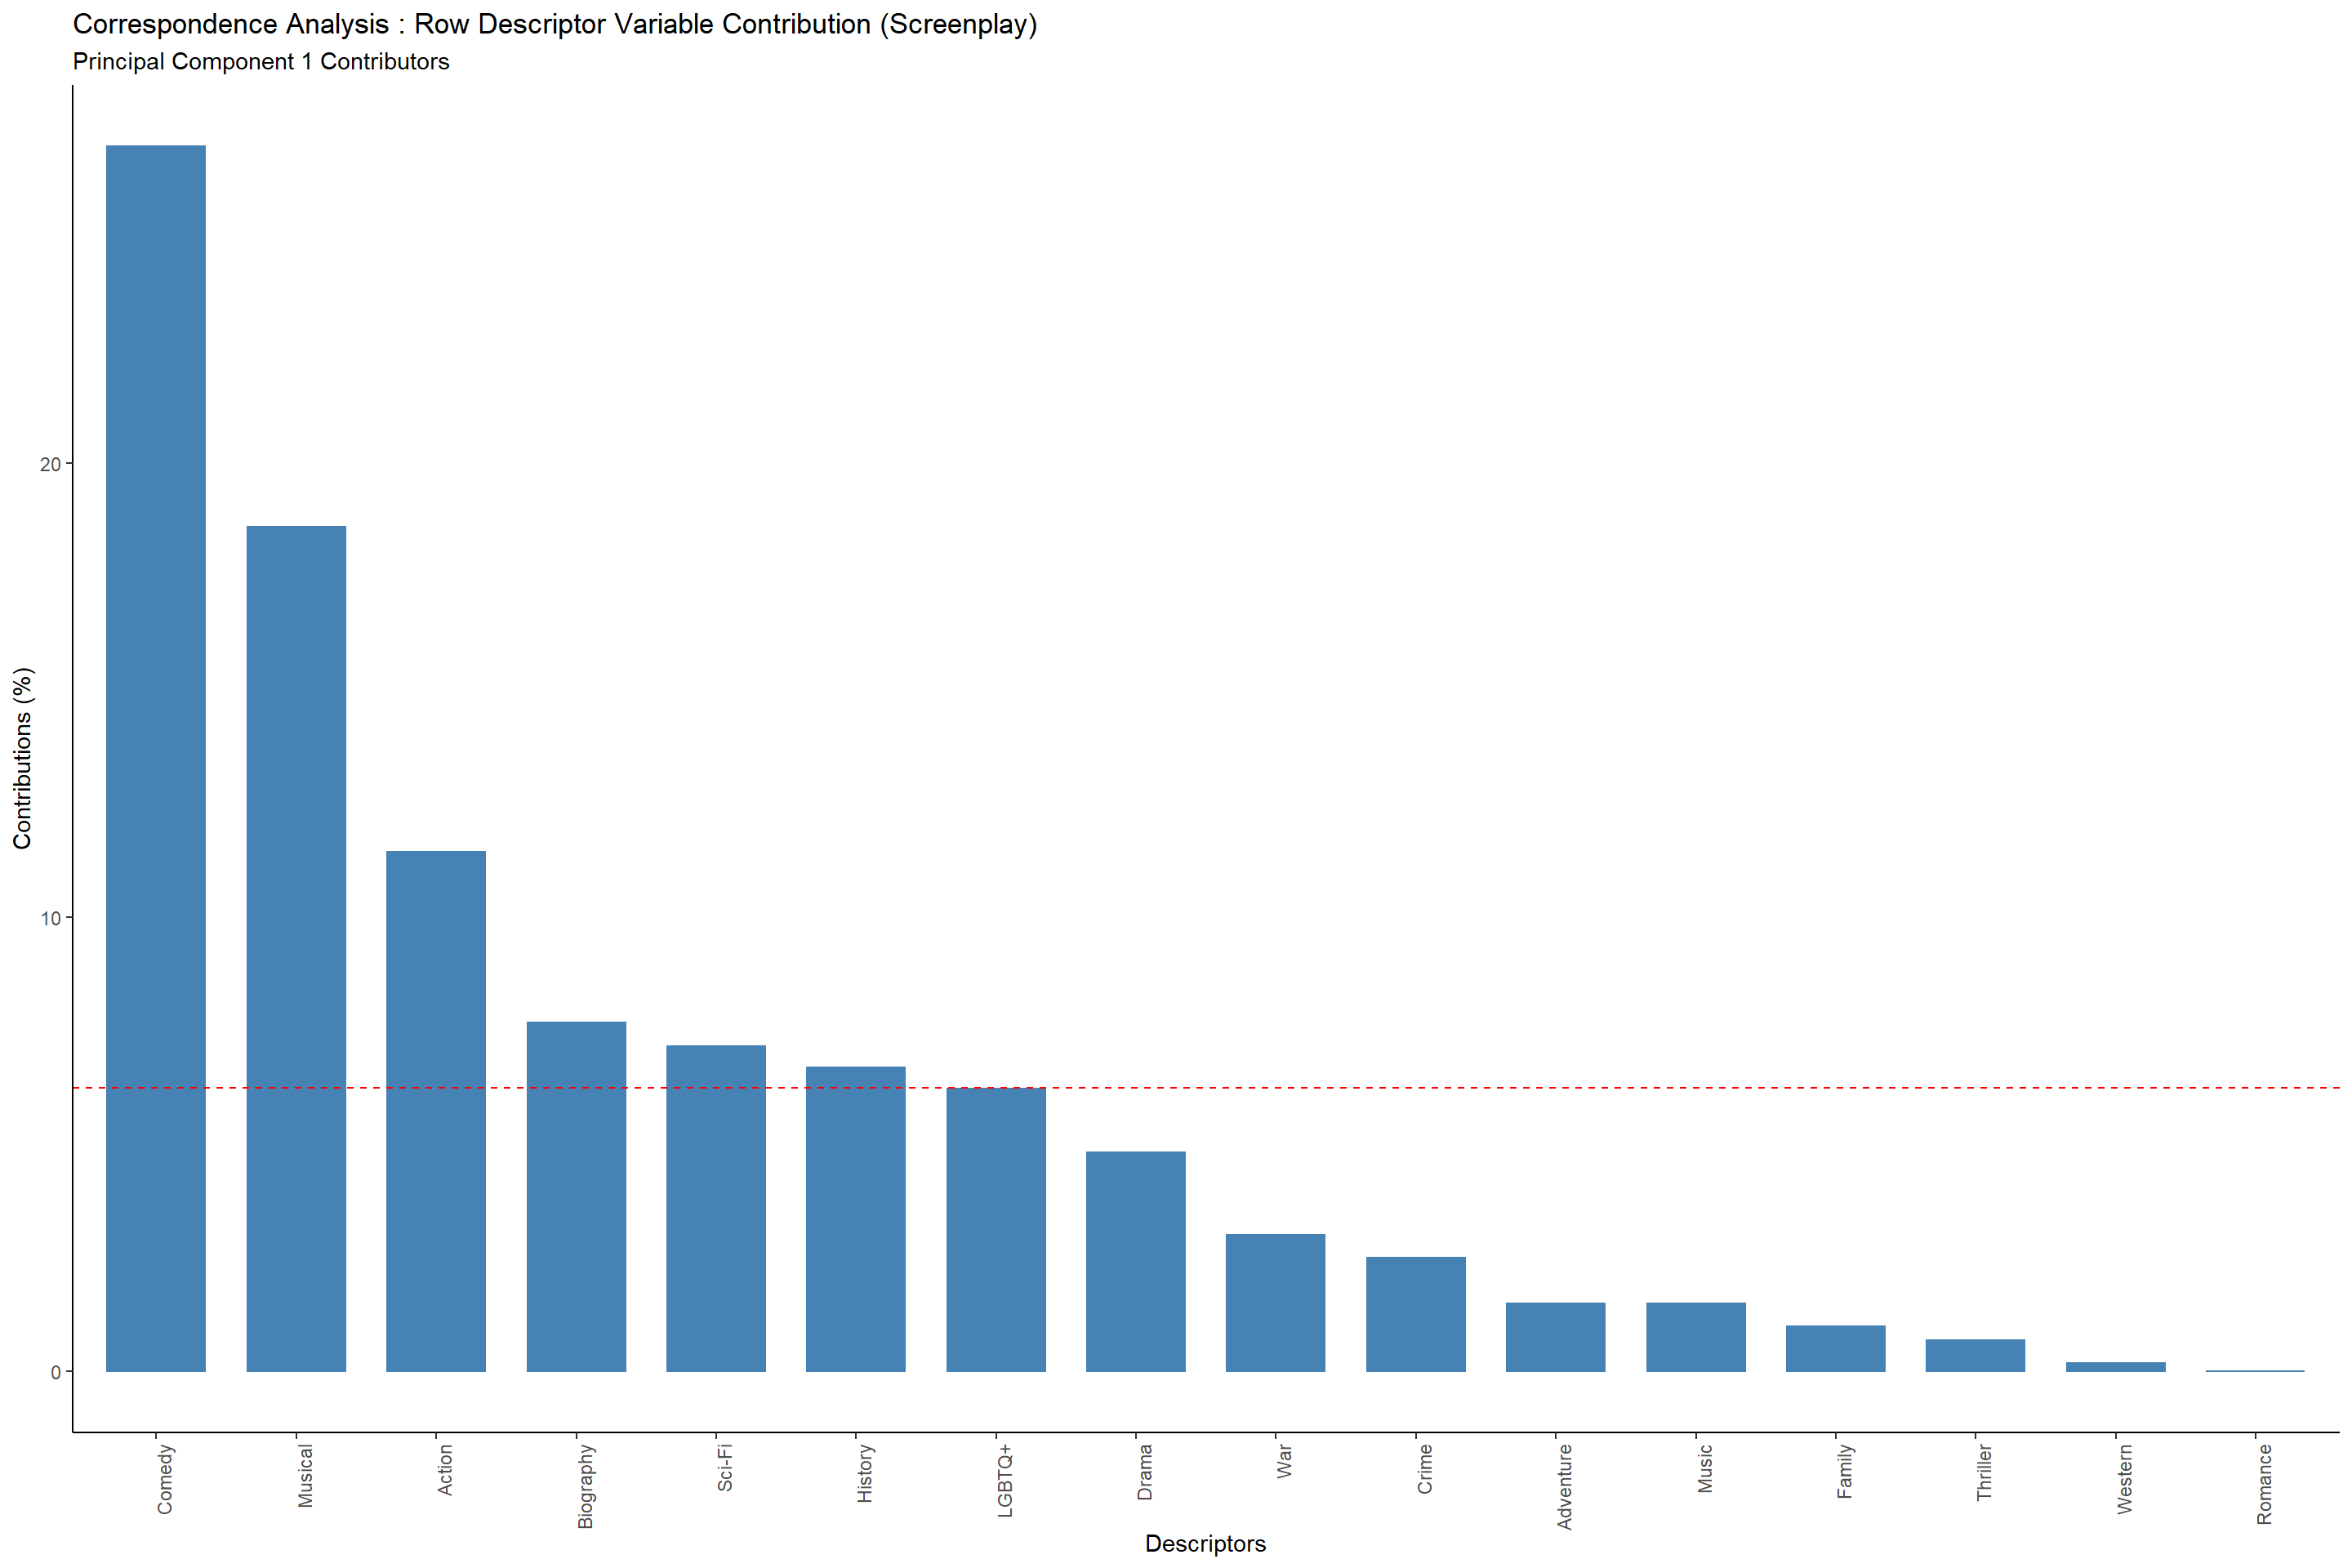 Correspondence Analysis : Row Descriptor Variable Contribution (Screenplay)
Principal Component 1 Contributors
Contributions (%)
20
10
0
Comedy
Musical
Action
Biography
Sci-Fi
History
LGBTQ+
Drama
War
Crime
Adventure
Music
Family
Thriller
Western
Romance
Descriptors